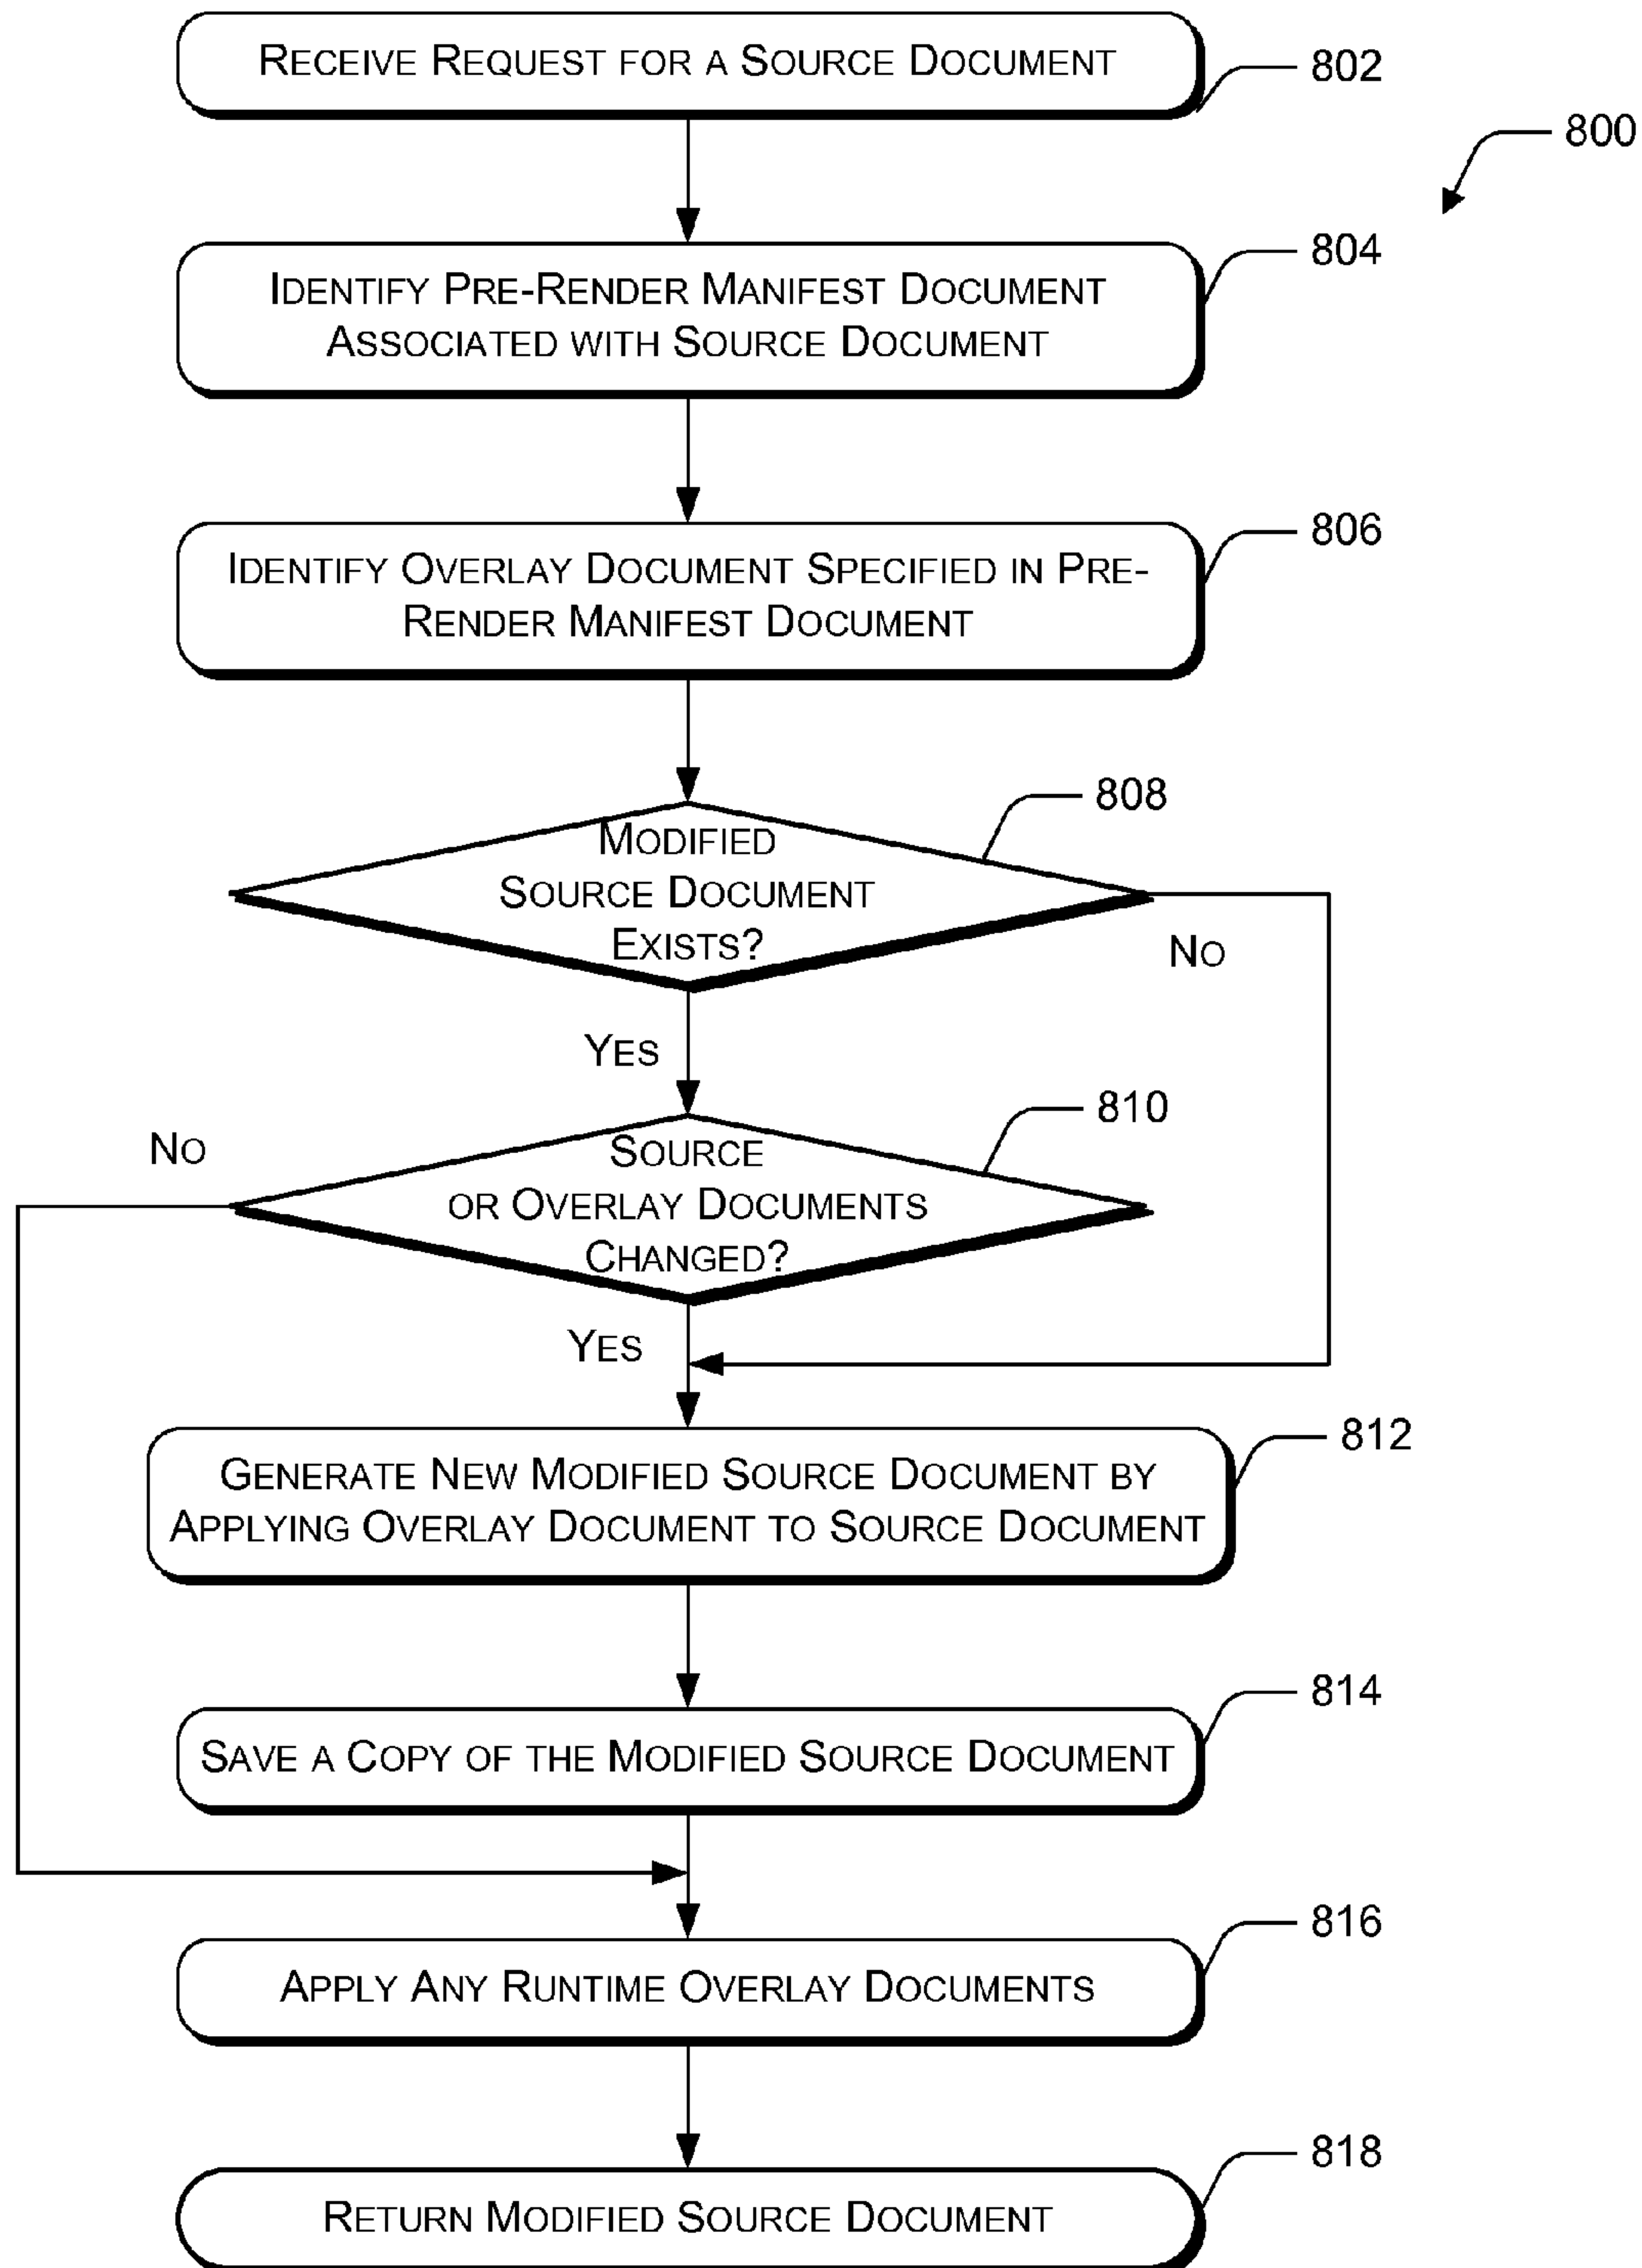 RECEIVE REQUEST FOR A SOURCE DOCUMENT
802
800
IDENTIFY PRE-RENDER MANIFEST DOCUMENT
ASSOCIATED WITH SOURCE DOCUMENT
804
IDENTIFY OVERLAY DOCUMENT SPECIFIED IN PRE-
RENDER MANIFEST DOCUMENT
806
MODIFIED
SOURCE DOCUMENT
EXISTS?
808
NO
YES
SOURCE
OR OVERLAY DOCUMENTS
CHANGED?
810
NO
YES
GENERATE NEW MODIFIED SOURCE DOCUMENT BY
APPLYING OVERLAY DOCUMENT TO SOURCE DOCUMENT
812
SAVE A COPY OF THE MODIFIED SOURCE DOCUMENT
814
APPLY ANY RUNTIME OVERLAY DOCUMENTS
816
RETURN MODIFIED SOURCE DOCUMENT
818